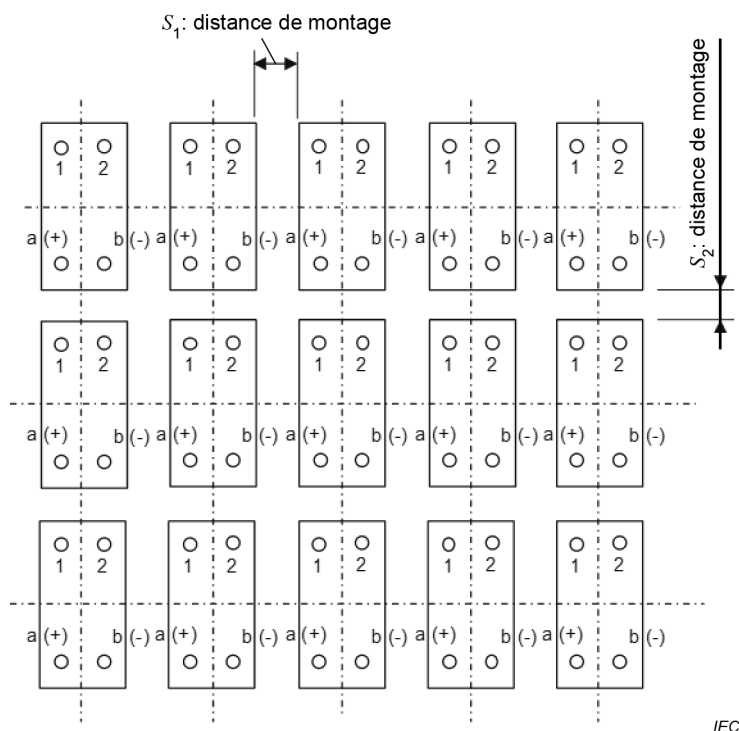 S1: distance de montage
S2: distance de montage
1 2 1 2 1 2 1 2 1 2
a (+) b (-) a (+) b (-) a (+) b (-) a (+) b (-) a (+) b (-)
1 2 1 2 1 2 1 2 1 2
a (+) b (-) a (+) b (-) a (+) b (-) a (+) b (-) a (+) b (-)
1 2 1 2 1 2 1 2 1 2
a (+) b (-) a (+) b (-) a (+) b (-) a (+) b (-) a (+) b (-)
IEC